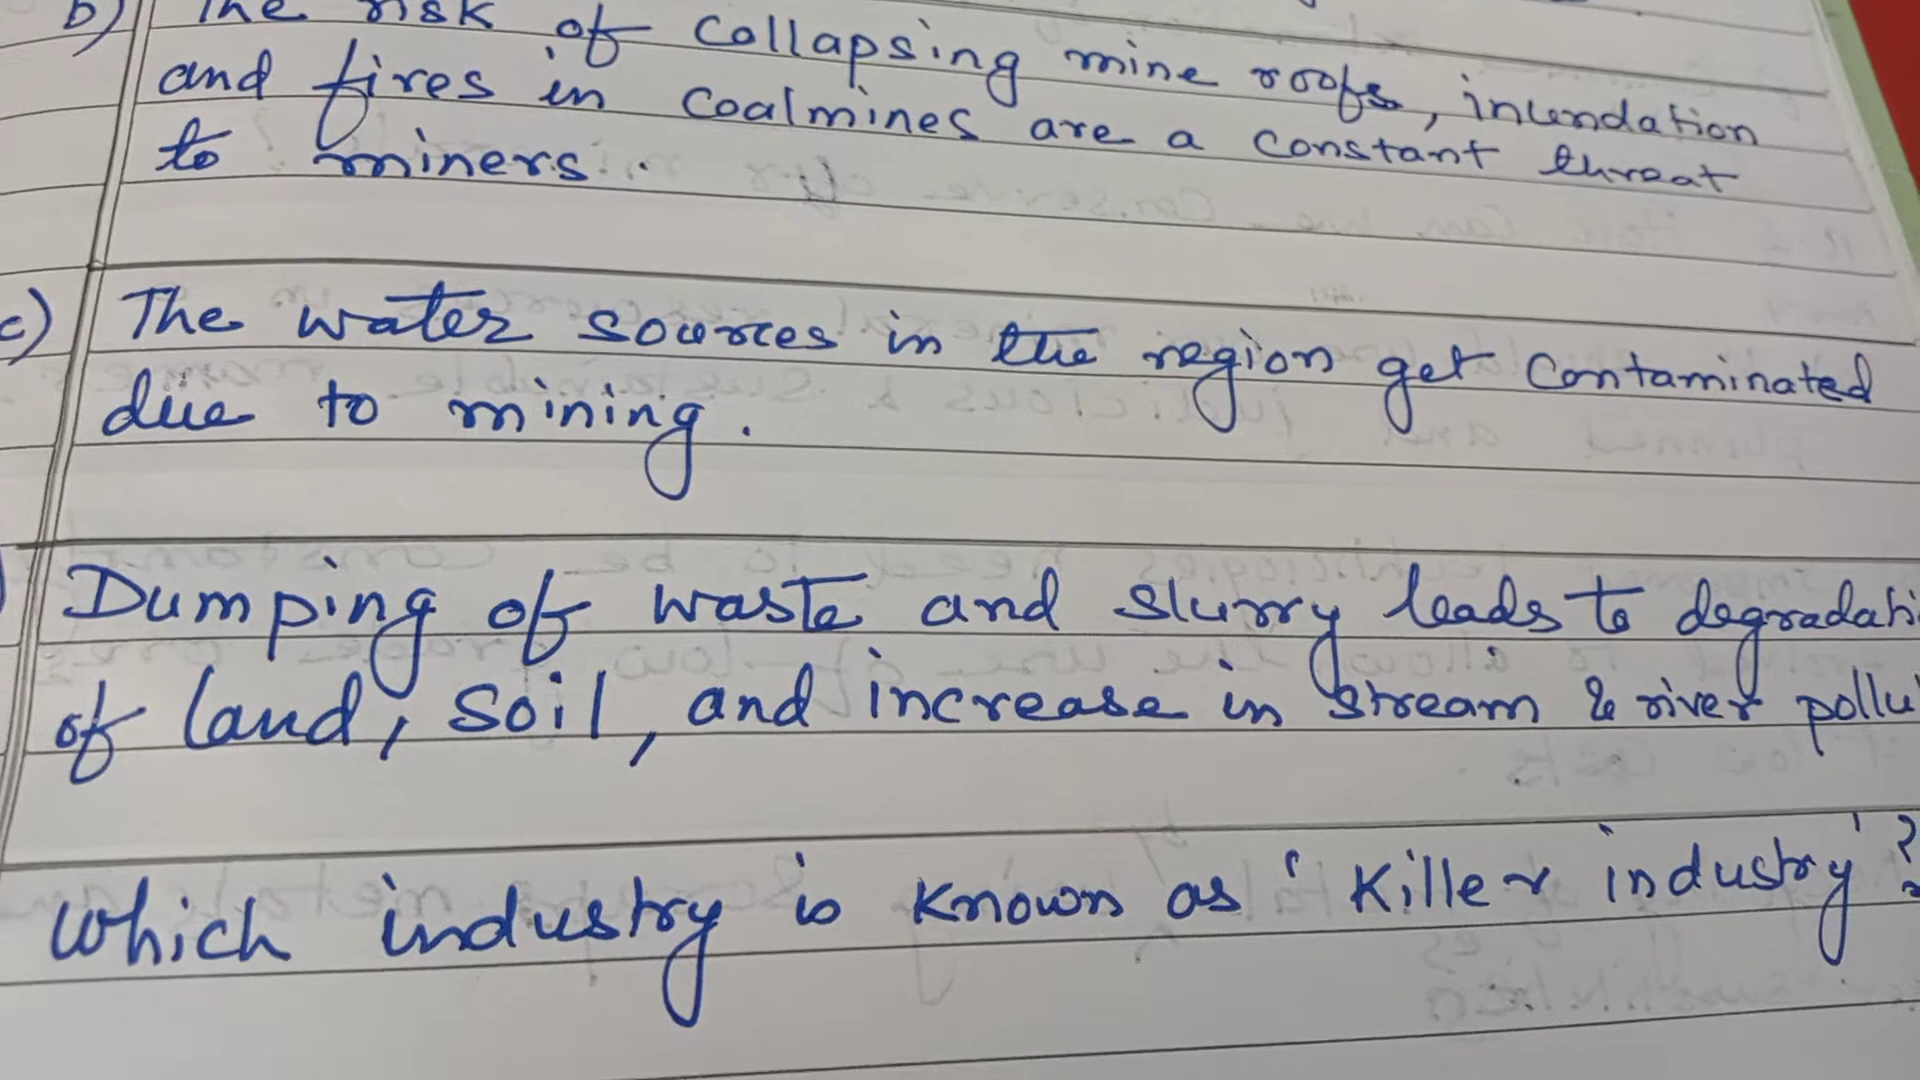 b) The risk of collapsing mine roofs, inundation
and fires in coalmines are a constant threat
to miners.
c) The water sources in the region get contaminated
due to mining.
Dumping of waste and slurry leads to degradati
of land, soil, and increase in stream & river pollu
Which industry is known as 'Killer industry'?